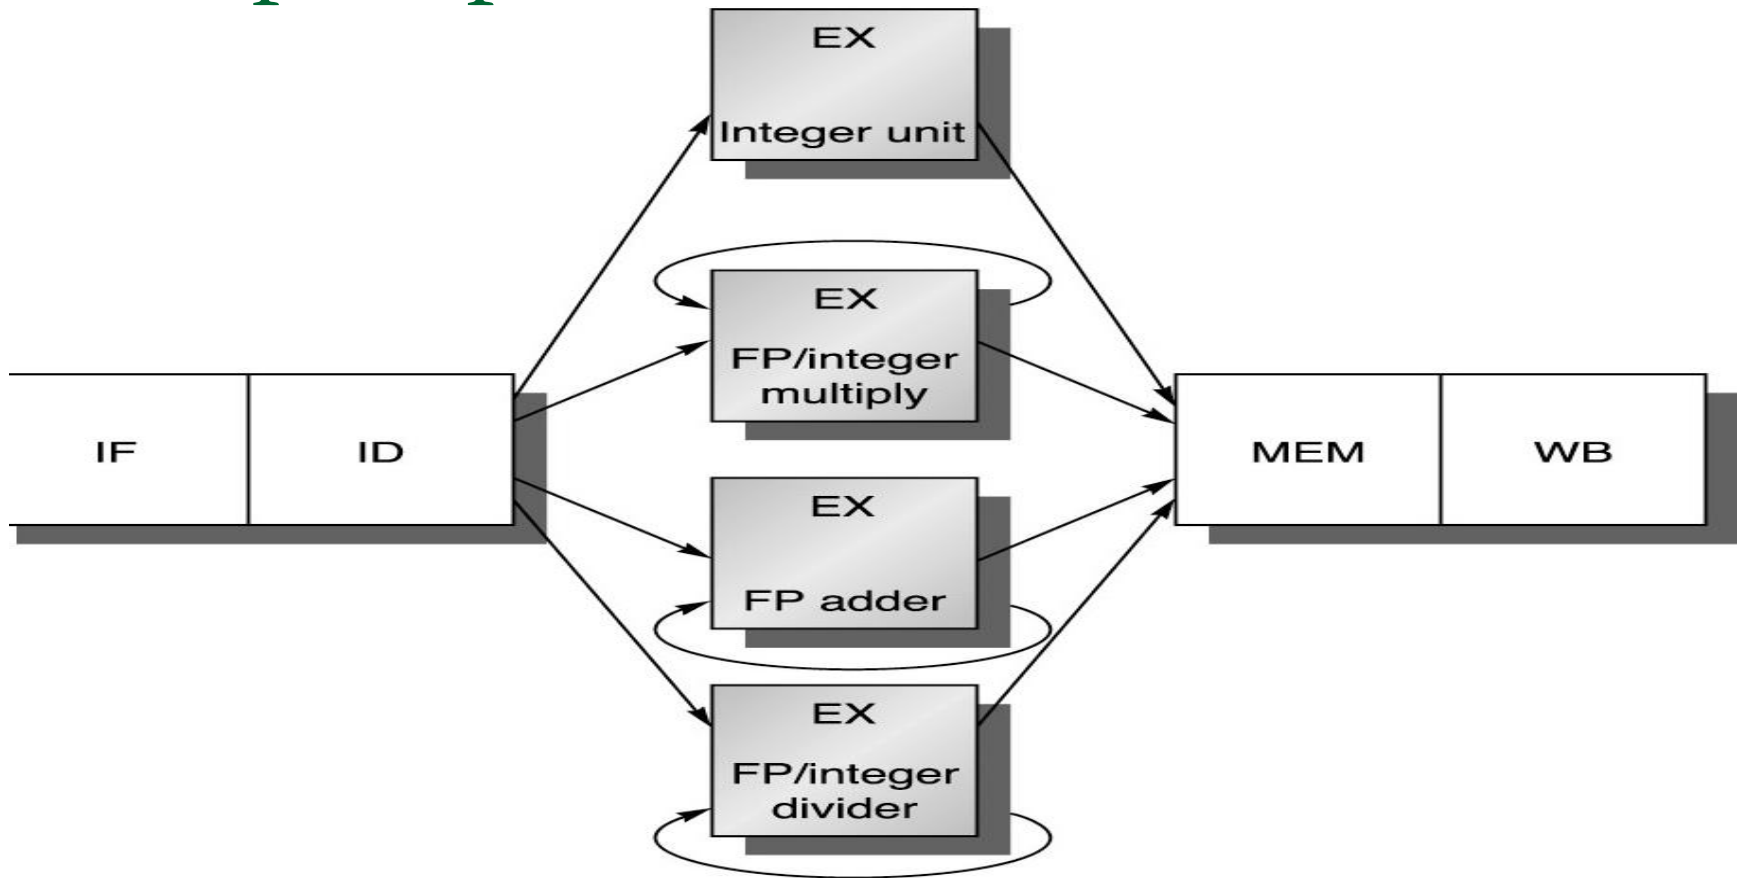 EX
Integer unit
EX
FP/integer
multiply
IF
ID
MEM
WB
EX
FP adder
EX
FP/integer
divider